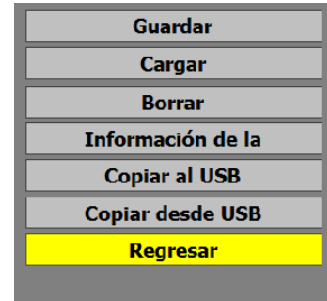 Guardar
Cargar
Borrar
Información de la
Copiar al USB
Copiar desde USB
Regresar